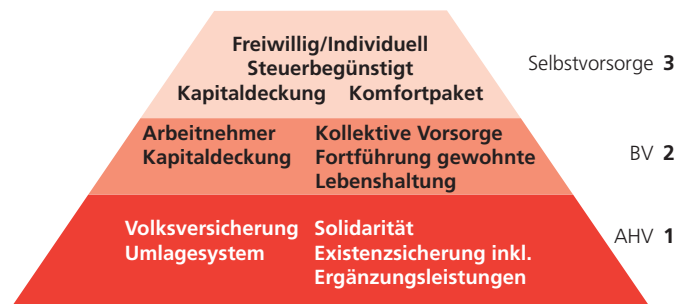 Freiwillig/Individuell
Steuerbegünstigt
Kapitaldeckung Komfortpaket
Selbstvorsorge 3
Arbeitnehmer Kollektive Vorsorge
Kapitaldeckung Fortführung gewohnte
Lebenshaltung
BV 2
Volksversicherung Solidarität
Umlagesystem Existenzsicherung inkl.
Ergänzungsleistungen
AHV 1